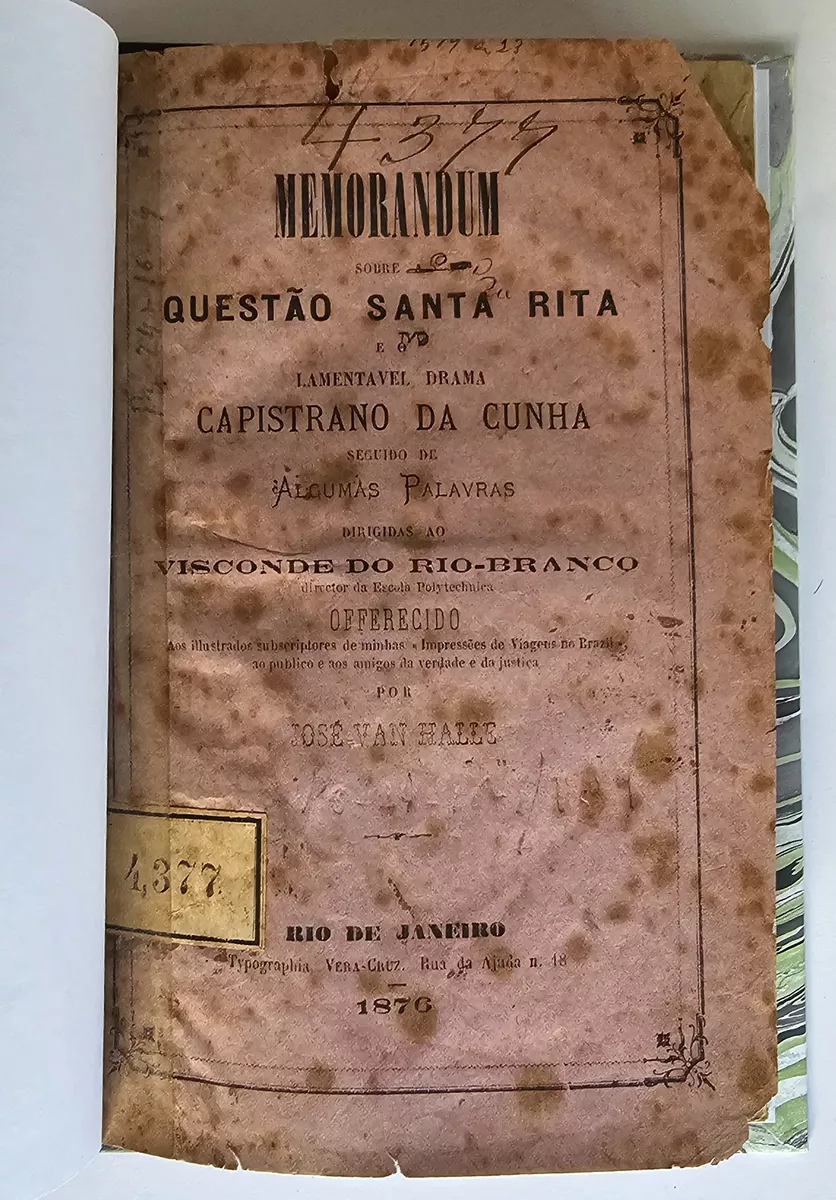 4377
MEMORANDUM
SOBRE
QUESTÃO SANTA RITA
E O
LAMENTAVEL DRAMA
CAPISTRANO DA CUNHA
SEGUIDO DE
ALGUMAS PALAVRAS
DIRIGIDAS AO
VISCONDE DO RIO-BRANCO
director da Escola Polytechnica
OFFERECIDO
Aos illustrados subscriptores de minhas « Impressões de Viagens no Brazil »,
ao publico e aos amigos da verdade e da justiça
POR
JOSÉ VAN HALLE
4,377
RIO DE JANEIRO
Typographia VERA-CRUZ. Rua da Ajuda n. 18
1876